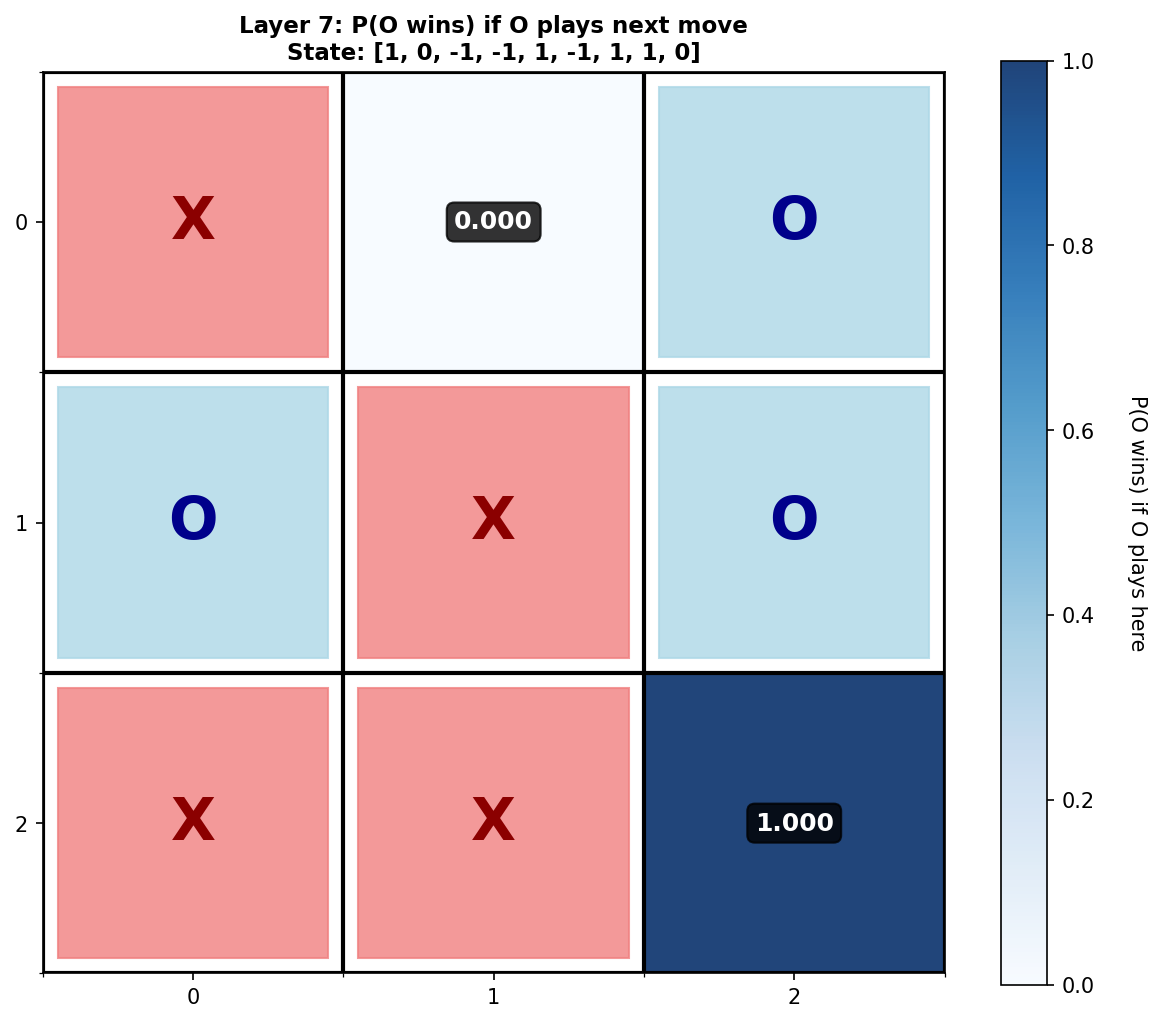 Layer 7: P(O wins) if O plays next move
State: [1, 0, -1, -1, 1, -1, 1, 1, 0]
X
0.000
O
O
X
O
X
X
1.000
0
1
2
0
1
2
1.0
0.8
0.6
0.4
0.2
0.0
P(O wins) if O plays here